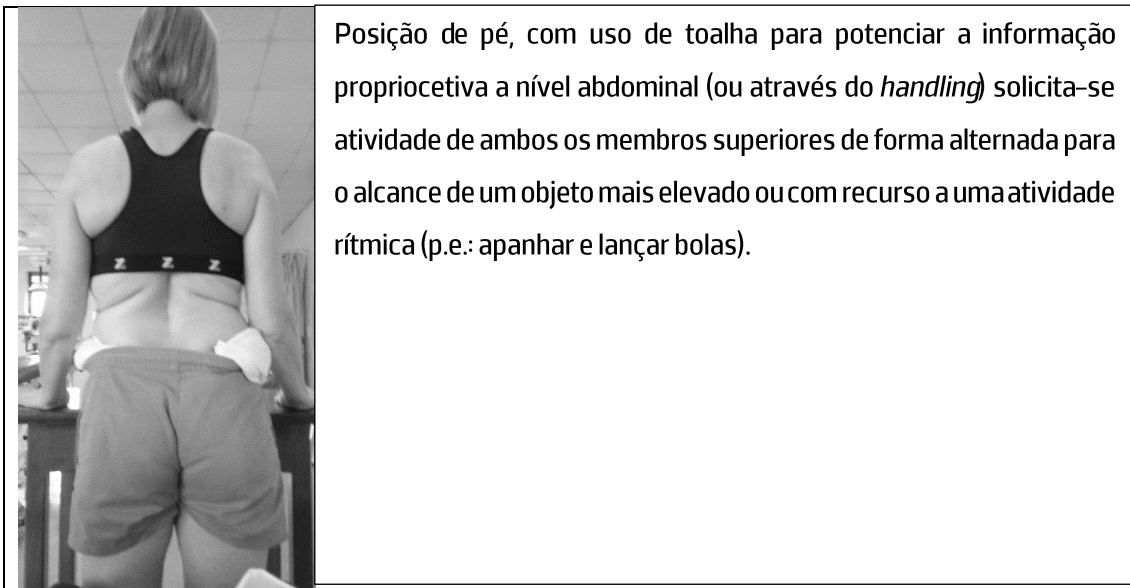 Posição de pé, com uso de toalha para potenciar a informação
propriocetiva a nível abdominal (ou através do handling) solicita-se
atividade de ambos os membros superiores de forma alternada para
o alcance de um objeto mais elevado ou com recurso a uma atividade
rítmica (p.e.: apanhar e lançar bolas).
Z Z Z